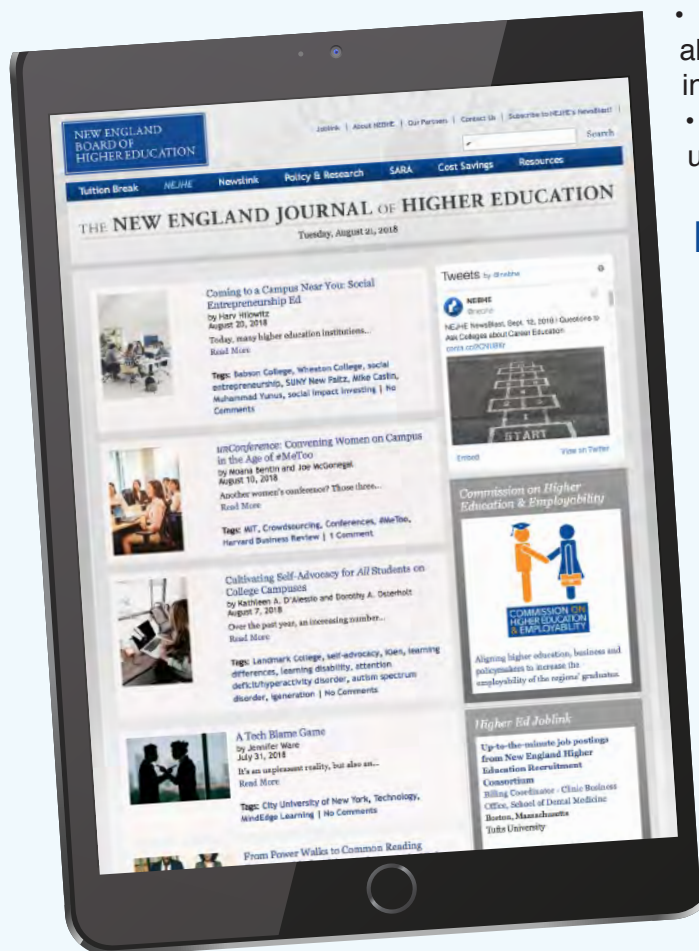 NEW ENGLAND
BOARD OF
HIGHER EDUCATION
Joblink | About NEJHE | Our Partners | Contact Us | Subscribe to NEJHE's NewsBlast! |
Search
Tuition Break NEJHE Newslink Policy & Research SARA Cost Savings Resources
THE NEW ENGLAND JOURNAL OF HIGHER EDUCATION
Tuesday, August 21, 2018
Coming to a Campus Near You: Social
Entrepreneurship Ed
by Harv Hilowitz
August 20, 2018
Today, many higher education institutions...
Read More
Tags: Babson College, Wheaton College, social
entrepreneurship, SUNY New Paltz, Mike Caslin,
Muhammad Yunus, social impact investing | No
Comments
unConference: Convening Women on Campus
in the Age of #MeToo
by Moana Bentin and Joe McGonegal
August 10, 2018
Another women's conference? Those three...
Read More
Tags: MIT, Crowdsourcing, Conferences, #MeToo,
Harvard Business Review | 1 Comment
Cultivating Self-Advocacy for All Students on
College Campuses
by Kathleen A. D'Alessio and Dorothy A. Osterholt
August 7, 2018
Over the past year, an increasing number...
Read More
Tags: Landmark College, self-advocacy, iGen, learning
differences, learning disability, attention
deficit/hyperactivity disorder, autism spectrum
disorder, igeneration | No Comments
A Tech Blame Game
by Jennifer Ware
July 31, 2018
It's an unpleasant reality, but also an...
Read More
Tags: City University of New York, Technology,
MindEdge Learning | No Comments
From Power Walks to Common Reading
Tweets by @nebhe
NEBHE
@nebhe
NEJHE NewsBlast, Sept. 12, 2018 | Questions to
Ask Colleges about Career Education
START
Embed View on Twitter
Commission on Higher
Education & Employability
COMMISSION ON
HIGHER EDUCATION
& EMPLOYABILITY
Aligning higher education, business and
policymakers to increase the
employability of the regions' graduates
Higher Ed Joblink
Up-to-the-minute job postings
from New England Higher
Education Recruitment
Consortium
Billing Coordinator - Clinic Business
Office, School of Dental Medicine
Boston, Massachusetts
Tufts University